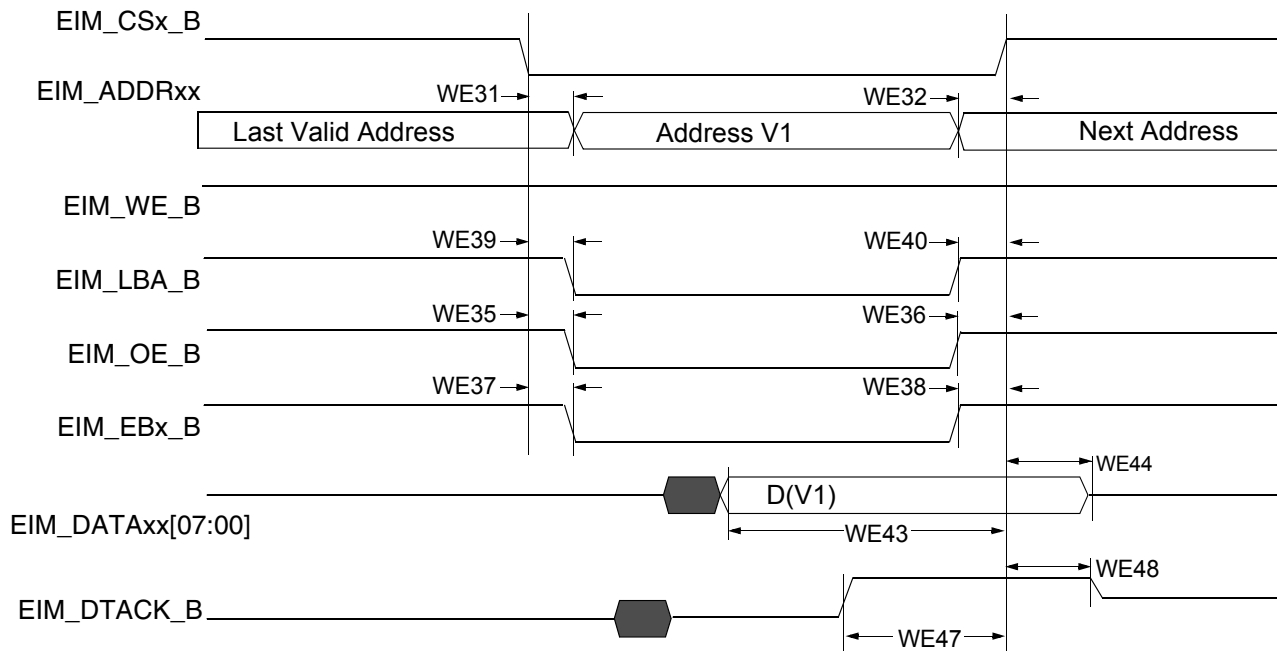 EIM_CSx_B
EIM_ADDRxx
WE31
WE32
Last Valid Address
Address V1
Next Address
EIM_WE_B
WE39
WE40
EIM_LBA_B
WE35
WE36
EIM_OE_B
WE37
WE38
EIM_EBx_B
WE44
D(V1)
EIM_DATAxx[07:00]
WE43
WE48
EIM_DTACK_B
WE47